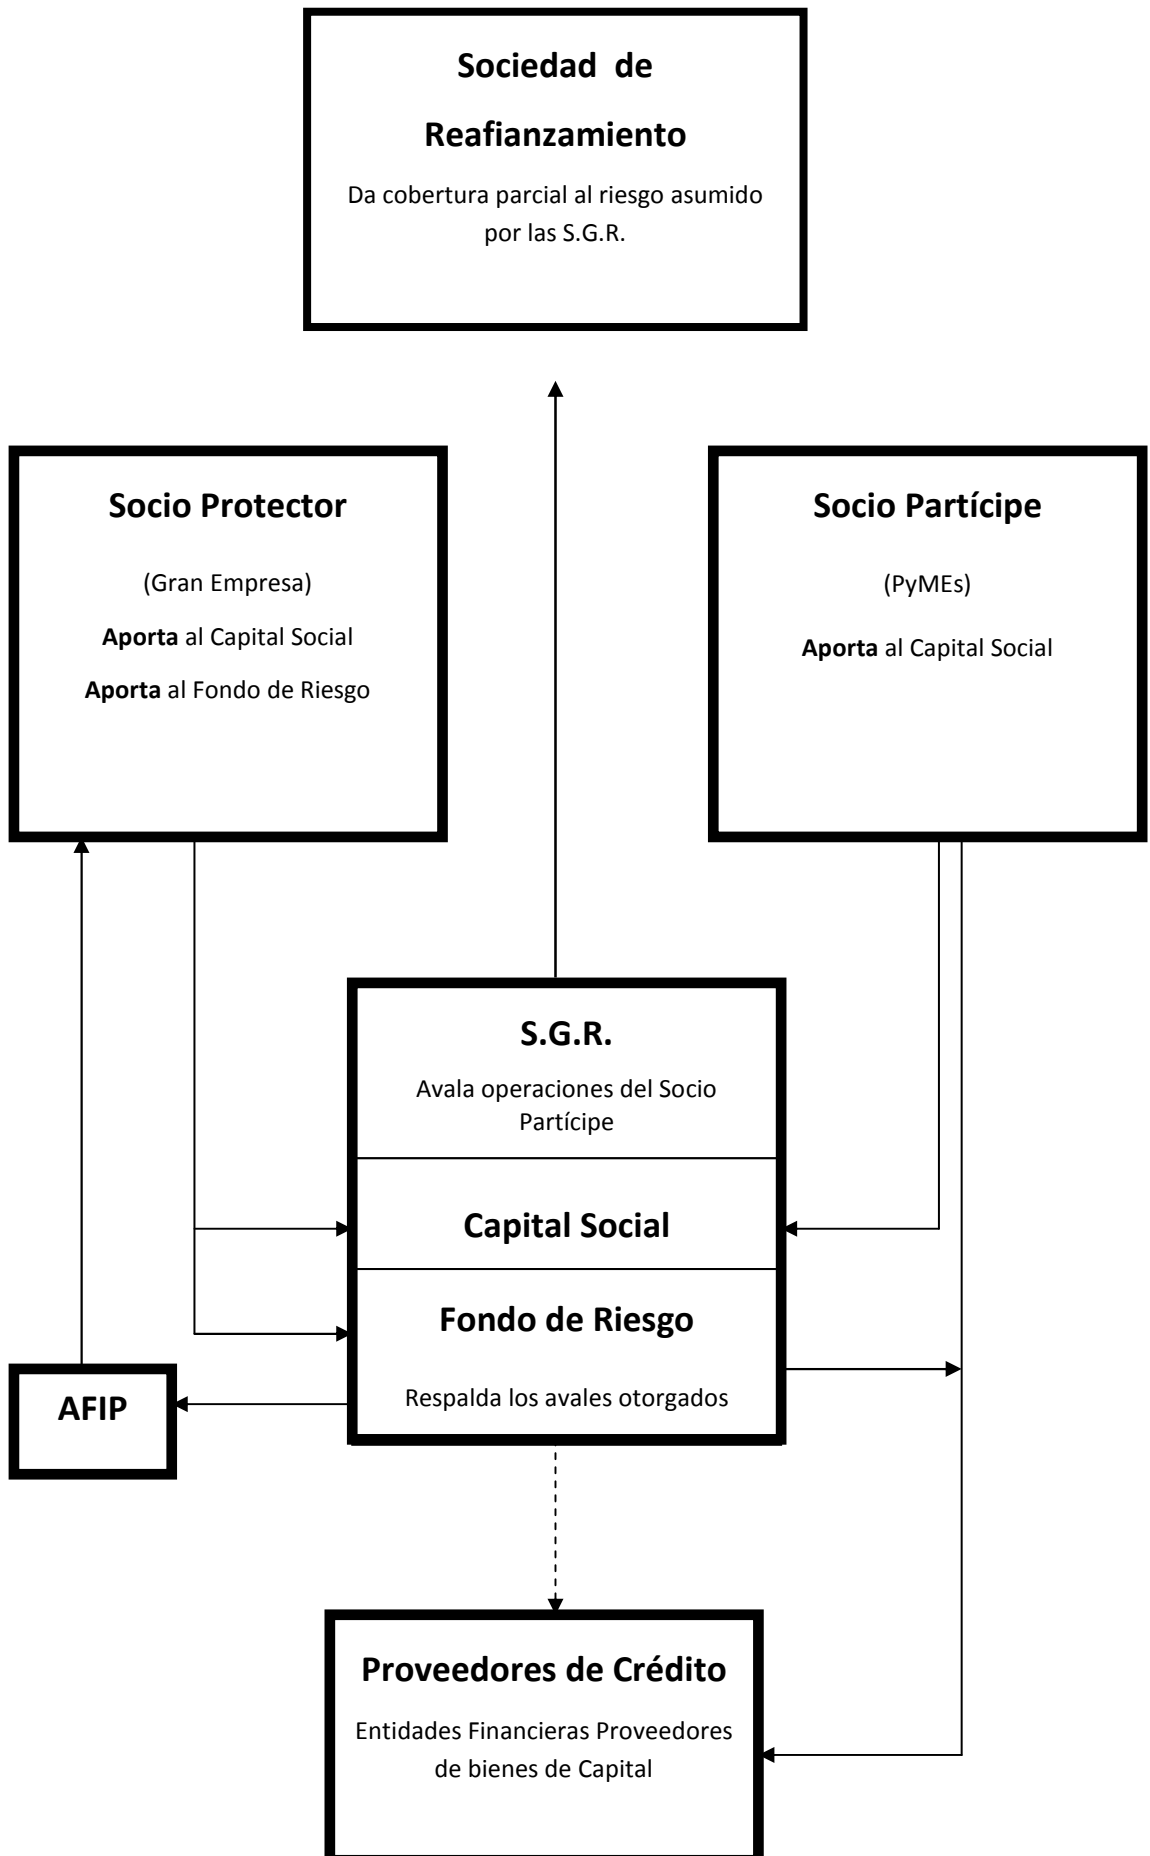 Sociedad de
Reafianzamiento
Da cobertura parcial al riesgo asumido
por las S.G.R.
Socio Protector
(Gran Empresa)
Aporta al Capital Social
Aporta al Fondo de Riesgo
Socio Partícipe
(PyMEs)
Aporta al Capital Social
S.G.R.
Avala operaciones del Socio
Partícipe
Capital Social
Fondo de Riesgo
Respalda los avales otorgados
AFIP
Proveedores de Crédito
Entidades Financieras Proveedores
de bienes de Capital